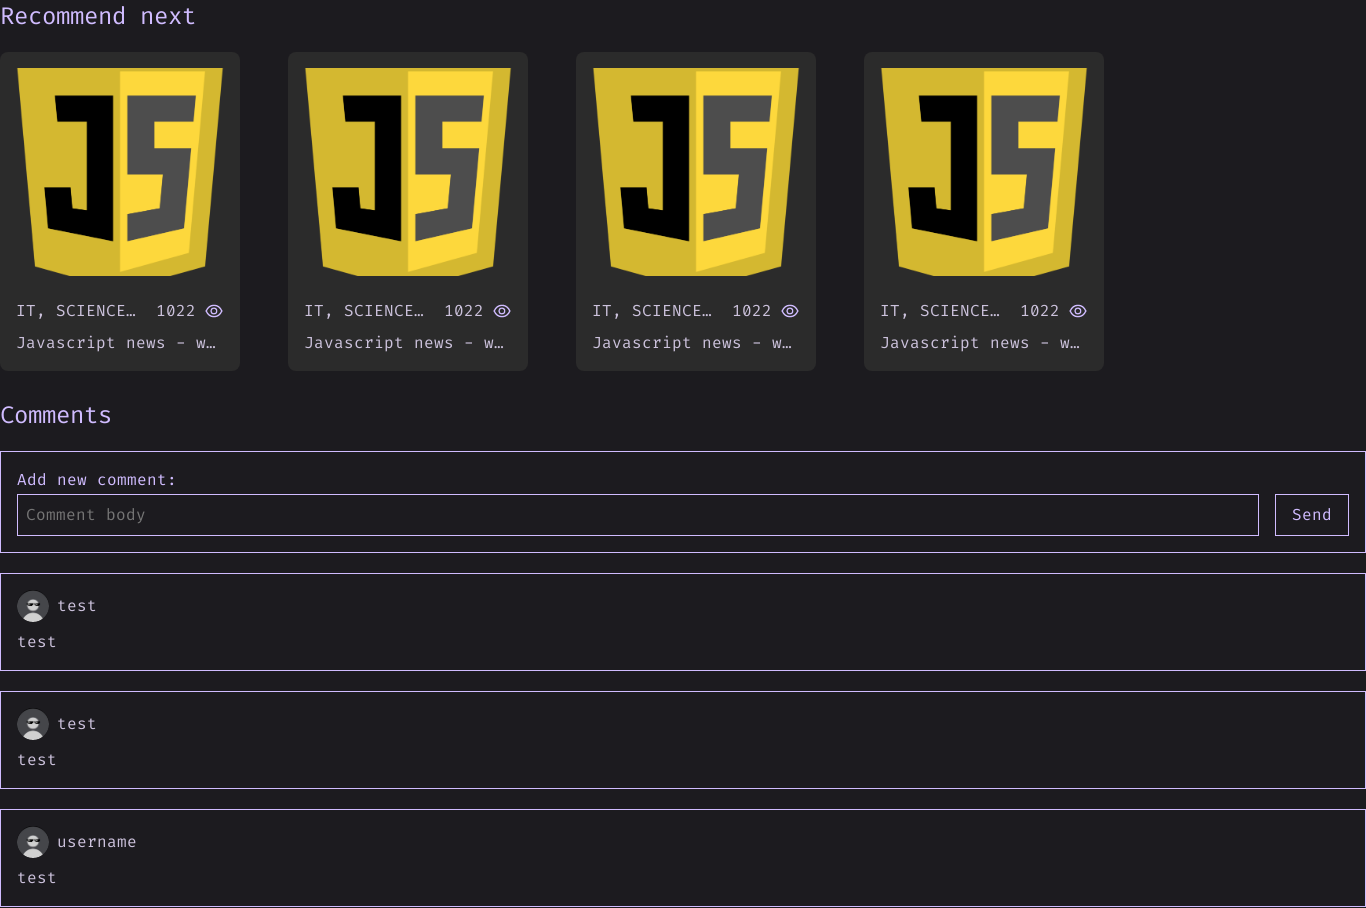 Recommend next
JS JS JS JS
IT, SCIENCE… 1022 IT, SCIENCE… 1022 IT, SCIENCE… 1022 IT, SCIENCE… 1022
Javascript news - w… Javascript news - w… Javascript news - w… Javascript news - w…
Comments
Add new comment:
Comment body Send
test
test
test
test
username
test